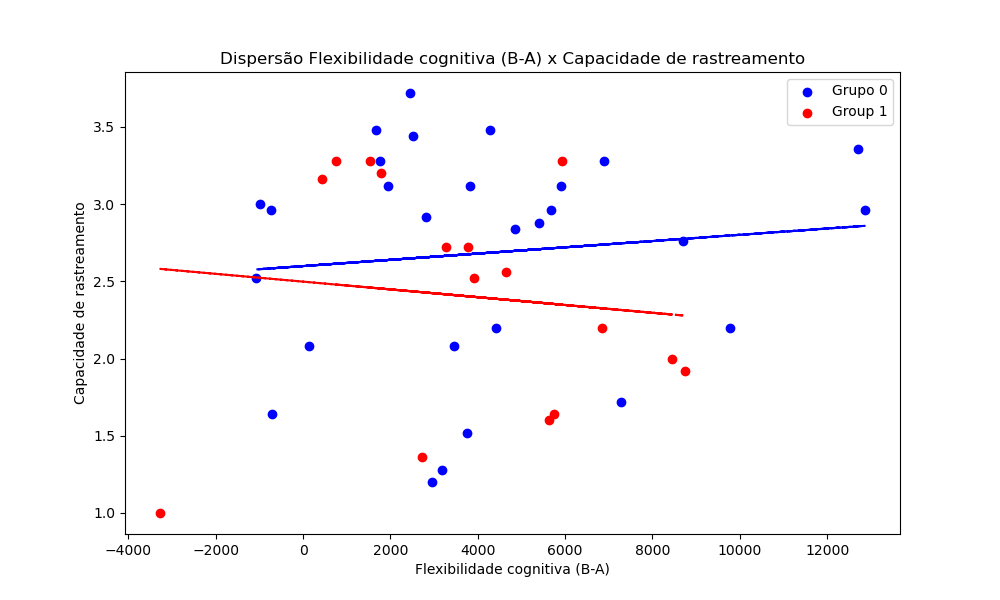 Dispersão Flexibilidade cognitiva (B-A) x Capacidade de rastreamento
Grupo 0
Group 1
Capacidade de rastreamento
3.5
3.0
2.5
2.0
1.5
1.0
−4000 −2000 0 2000 4000 6000 8000 10000 12000
Flexibilidade cognitiva (B-A)